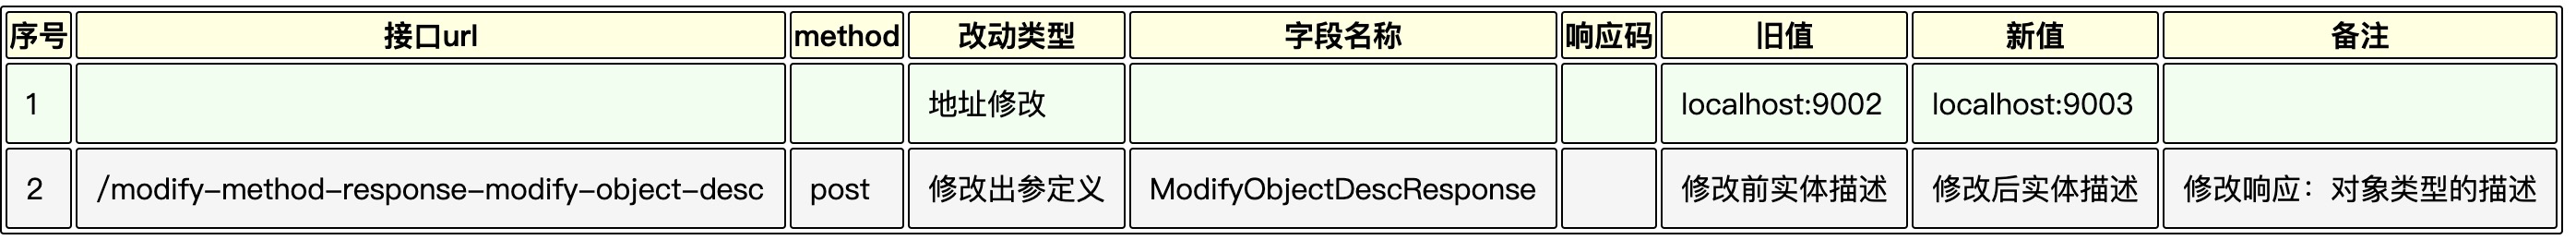 序号 接口url method 改动类型 字段名称 响应码 旧值 新值 备注
1 地址修改 localhost:9002 localhost:9003
2 /modify-method-response-modify-object-desc post 修改出参定义 ModifyObjectDescResponse 修改前实体描述 修改后实体描述 修改响应：对象类型的描述